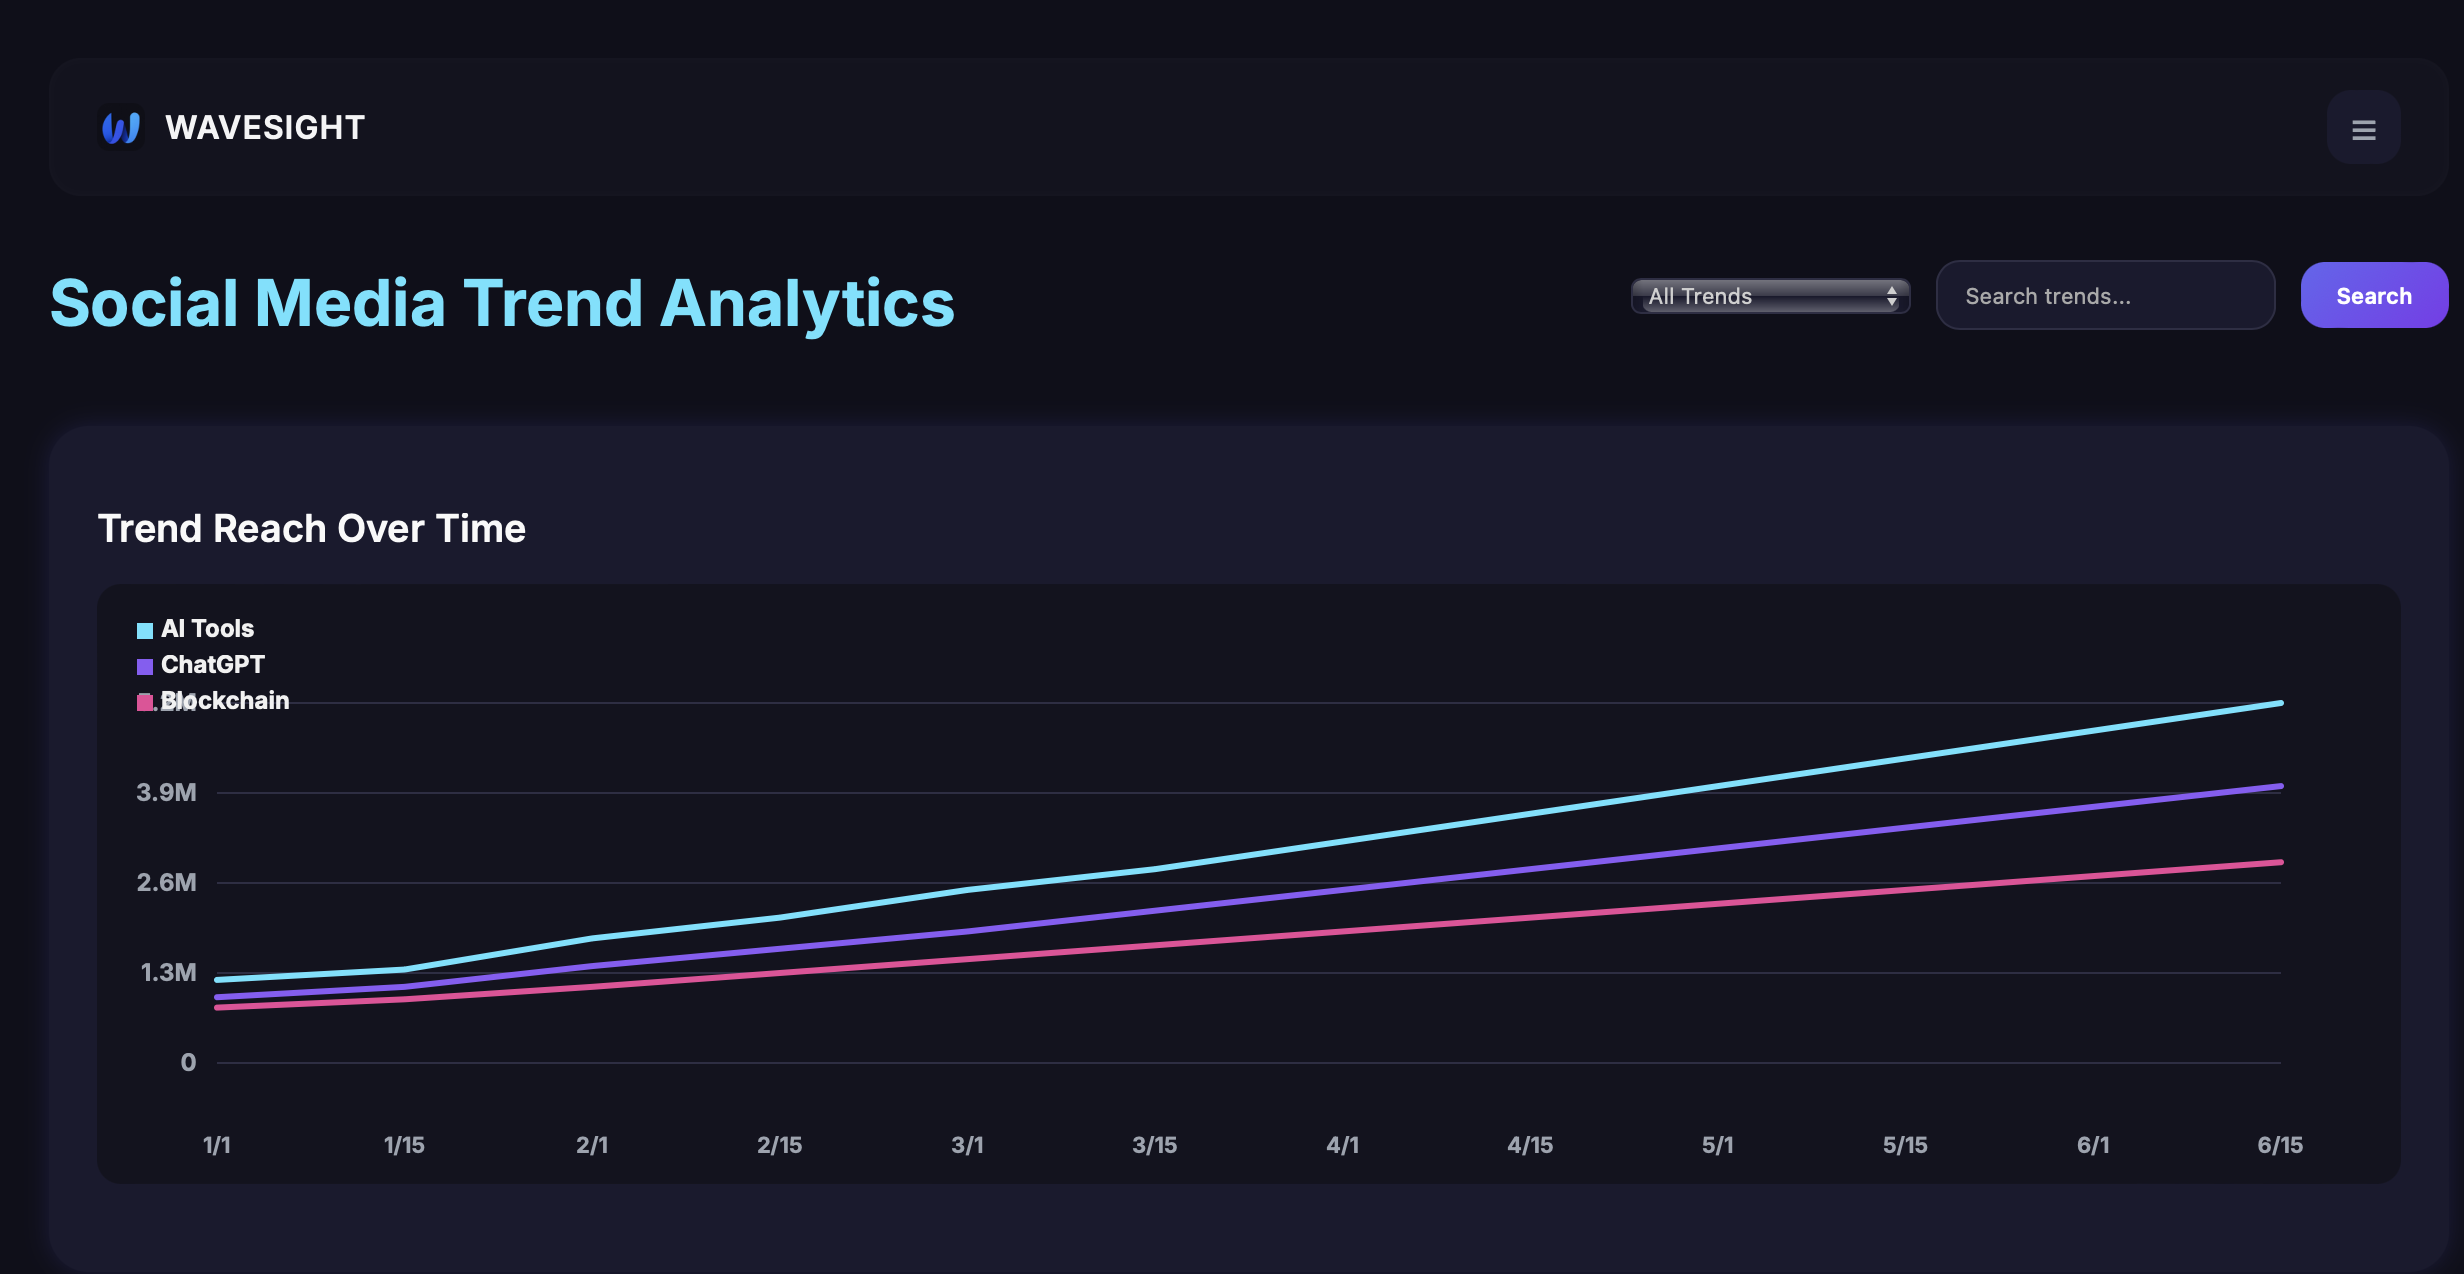 WAVESIGHT
Social Media Trend Analytics
All Trends
Search trends...
Search
Trend Reach Over Time
AI Tools
ChatGPT
Blockchain
3.9M
2.6M
1.3M
0
1/1 1/15 2/1 2/15 3/1 3/15 4/1 4/15 5/1 5/15 6/1 6/15